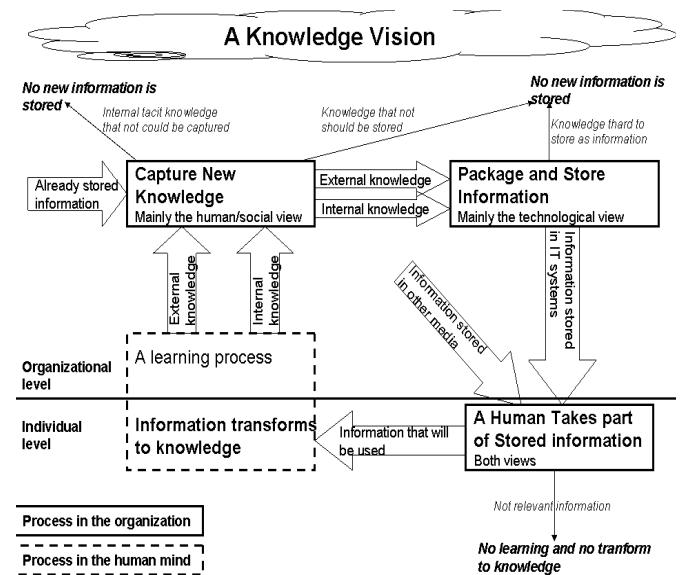 A Knowledge Vision
No new information is
stored
No new information is
stored
Internal tacit knowledge
that not could be captured
Knowledge that not
should be stored
Knowledge hard to
store as information
Already stored
information
Capture New
Knowledge
Mainly the human/social view
External knowledge
Internal knowledge
Package and Store
Information
Mainly the technological view
External
knowledge
Internal
knowledge
Information stored
in other media
Information stored
in IT systems
A learning process
Organizational
level
Individual
level
Information transforms
to knowledge
Information that will
be used
A Human Takes part
of Stored information
Both views
Not relevant information
Process in the organization
Process in the human mind
No learning and no tranform
to knowledge